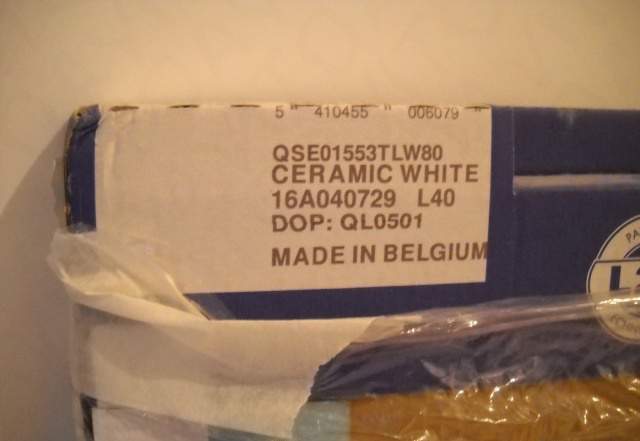 5 " 410455 " 006079 "
QSE01553TLW80
CERAMIC WHITE
16A040729 L40
DOP: QL0501
MADE IN BELGIUM